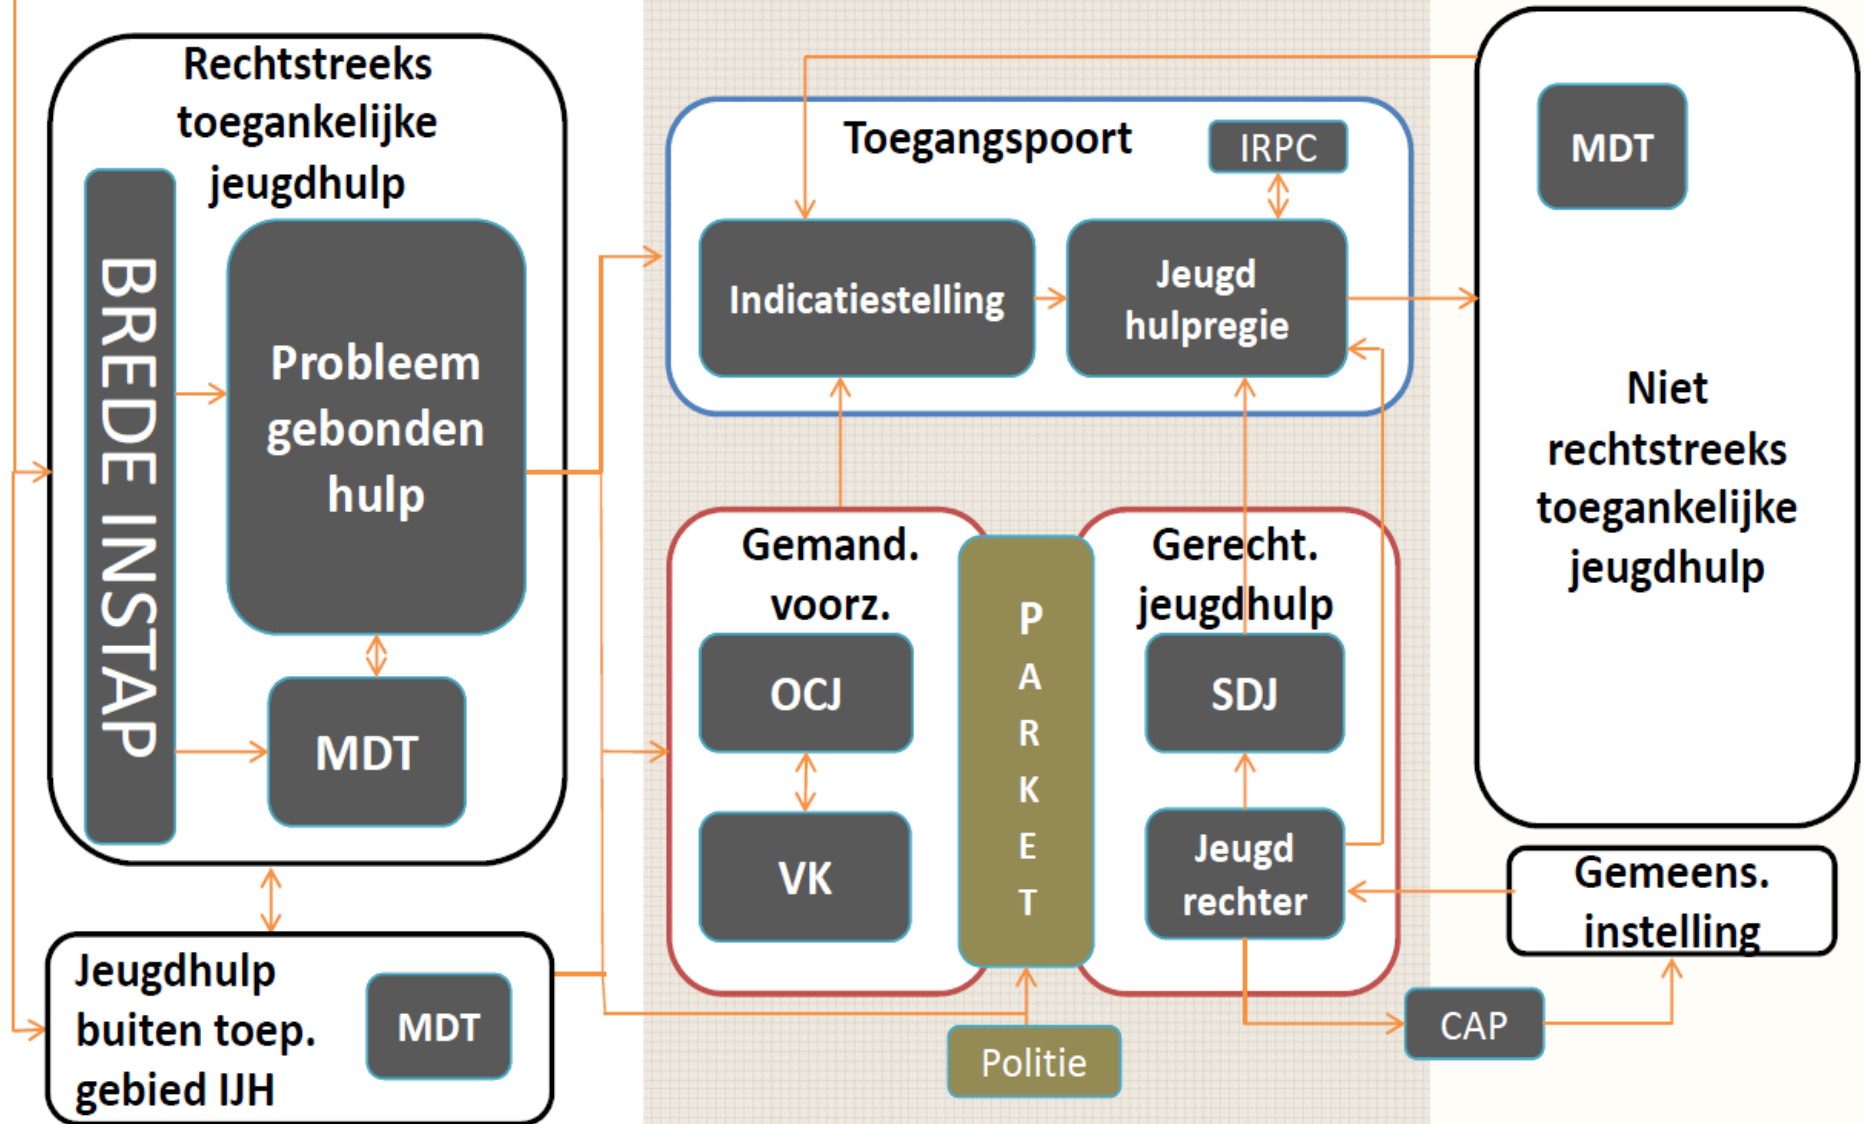 Rechtstreeks
toegankelijke
jeugdhulp
BREDE INSTAP
Probleem
gebonden
hulp
MDT
Jeugdhulp
buiten toep.
gebied IJH
MDT
Toegangspoort
IRPC
Indicatiestelling
Jeugd
hulpregie
Gemand.
voorz.
OCJ
VK
PARKET
Gerecht.
jeugdhulp
SDJ
Jeugd
rechter
Politie
CAP
MDT
Niet
rechtstreeks
toegankelijke
jeugdhulp
Gemeens.
instelling